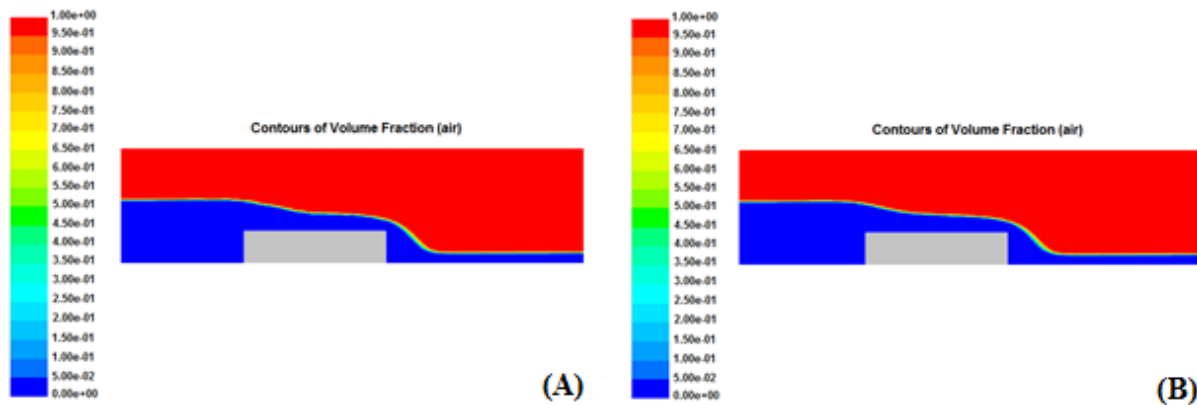 1.00e+00
9.50e-01
9.00e-01
8.50e-01
8.00e-01
7.50e-01
7.00e-01
6.50e-01
6.00e-01
5.50e-01
5.00e-01
4.50e-01
4.00e-01
3.50e-01
3.00e-01
2.50e-01
2.00e-01
1.50e-01
1.00e-01
5.00e-02
0.00e+00
Contours of Volume Fraction (air)
(A)
1.00e+00
9.50e-01
9.00e-01
8.50e-01
8.00e-01
7.50e-01
7.00e-01
6.50e-01
6.00e-01
5.50e-01
5.00e-01
4.50e-01
4.00e-01
3.50e-01
3.00e-01
2.50e-01
2.00e-01
1.50e-01
1.00e-01
5.00e-02
0.00e+00
Contours of Volume Fraction (air)
(B)